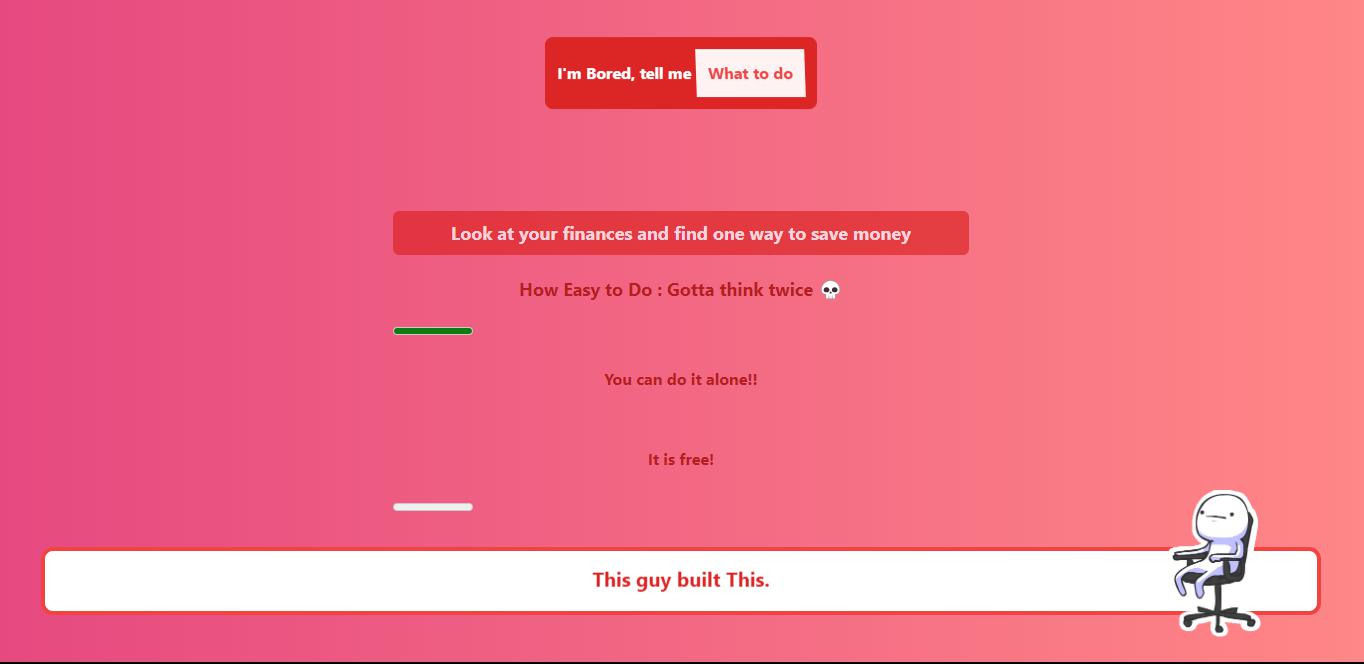 I'm Bored, tell me What to do
Look at your finances and find one way to save money
How Easy to Do : Gotta think twice 💀
You can do it alone!!
It is free!
This guy built This.